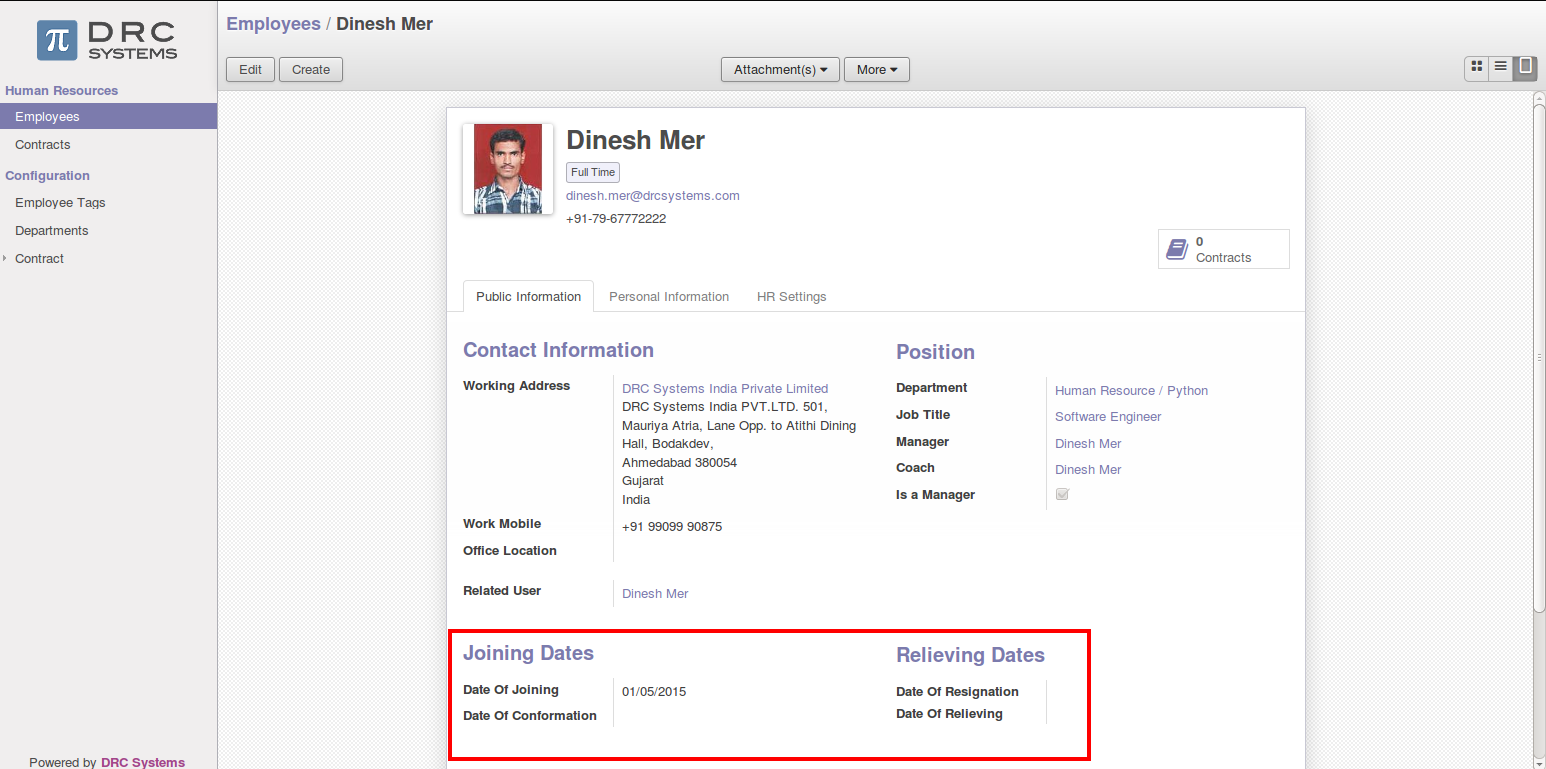 π DRC
SYSTEMS
Human Resources
Employees
Contracts
Configuration
Employee Tags
Departments
Contract
Powered by DRC Systems
Employees / Dinesh Mer
Edit Create Attachment(s) More
Dinesh Mer
Full Time
dinesh.mer@drcsystems.com
+91-79-67772222
0
Contracts
Public Information Personal Information HR Settings
Contact Information
Working Address DRC Systems India Private Limited
DRC Systems India PVT.LTD. 501,
Mauriya Atria, Lane Opp. to Atithi Dining
Hall, Bodakdev,
Ahmedabad 380054
Gujarat
India
Work Mobile +91 99099 90875
Office Location
Related User Dinesh Mer
Position
Department Human Resource / Python
Job Title Software Engineer
Manager Dinesh Mer
Coach Dinesh Mer
Is a Manager
Joining Dates
Date Of Joining 01/05/2015
Date Of Conformation
Relieving Dates
Date Of Resignation
Date Of Relieving